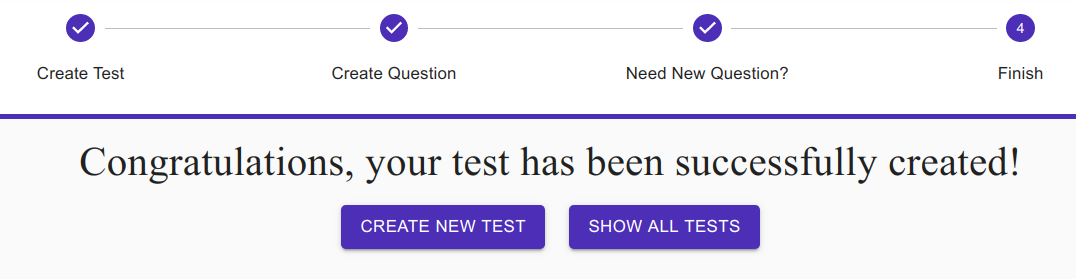 4
Create Test Create Question Need New Question? Finish
Congratulations, your test has been successfully created!
CREATE NEW TEST SHOW ALL TESTS